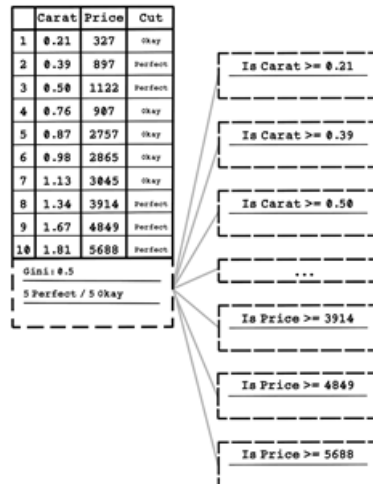 Carat Price Cut
1 0.21 327 Okay
2 0.39 897 Perfect
3 0.50 1122 Perfect
4 0.76 907 Okay
5 0.87 2757 Okay
6 0.98 2865 Okay
7 1.13 3045 Okay
8 1.34 3914 Perfect
9 1.67 4849 Perfect
10 1.81 5688 Perfect
Gini: 0.5
5 Perfect / 5 Okay
Is Carat >= 0.21
Is Carat >= 0.39
Is Carat >= 0.50
...
Is Price >= 3914
Is Price >= 4849
Is Price >= 5688